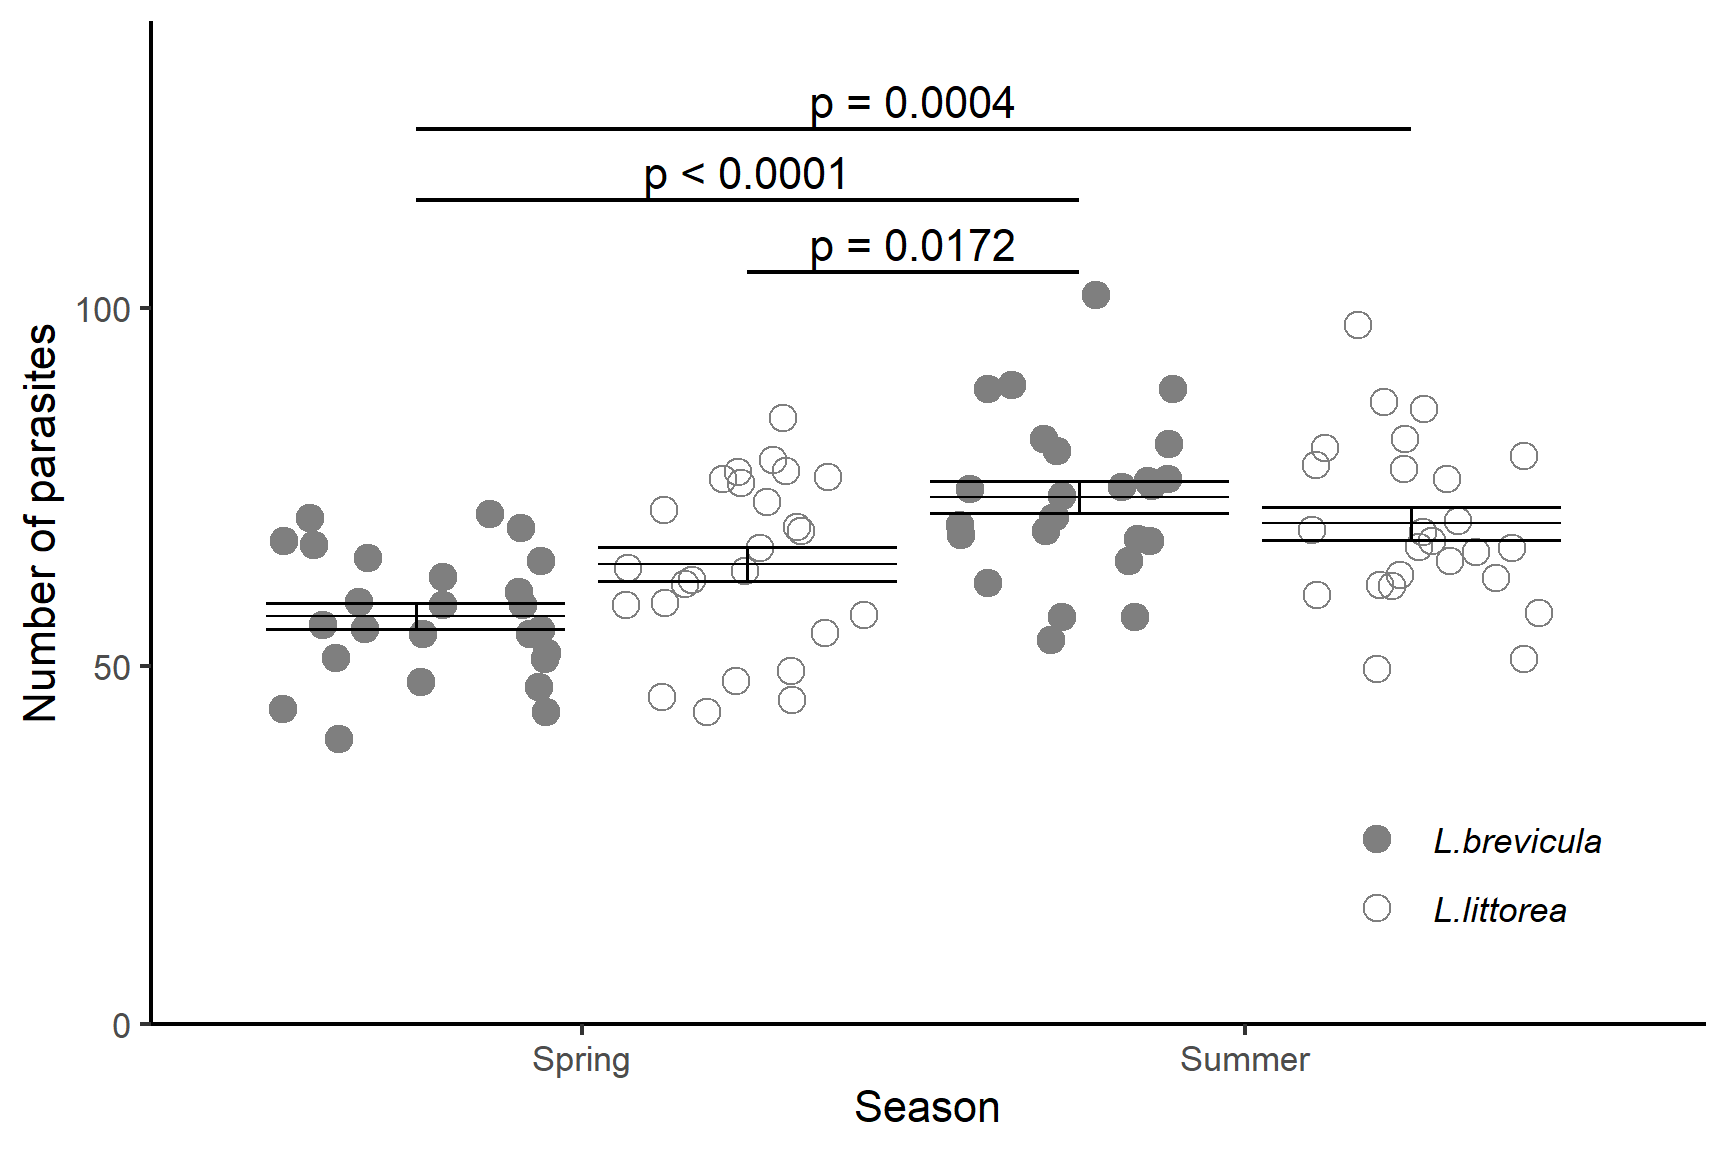 p = 0.0004
p < 0.0001
p = 0.0172
100
50
0
Number of parasites
L.brevicula
L.littorea
Spring
Summer
Season